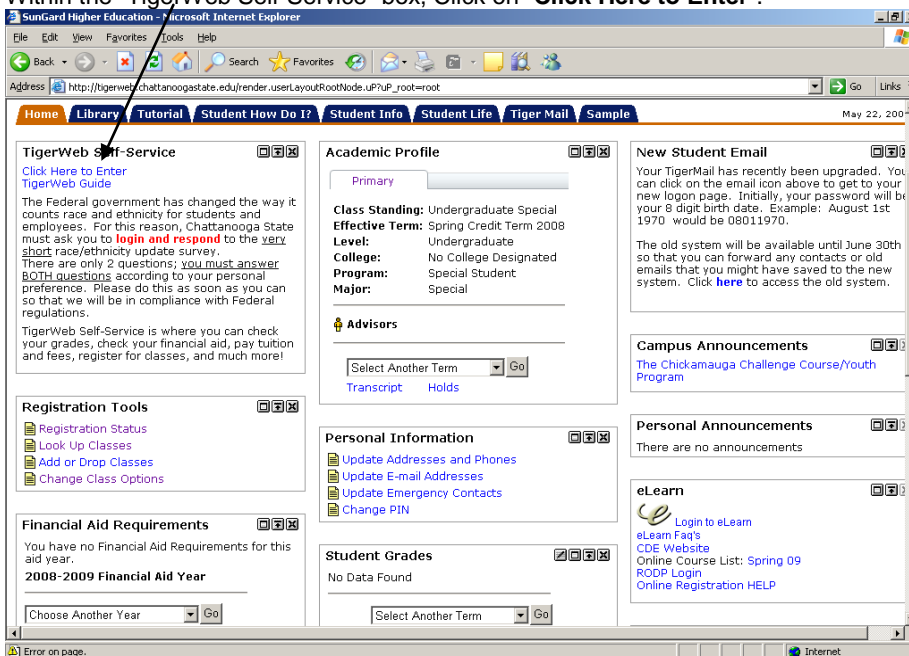 Within the "TigerWeb Self-Service" box, Click on "Click Here to Enter".
SunGard Higher Education - Microsoft Internet Explorer
File Edit View Favorites Tools Help
Back Search Favorites
Address http://tigerweb.chattanoogastate.edu/render.userLayoutRootNode.uP?uP_root=root Go Links
Home Library Tutorial Student How Do I? Student Info Student Life Tiger Mail Sample May 22, 200
TigerWeb Self-Service
Click Here to Enter
TigerWeb Guide
The Federal government has changed the way it
counts race and ethnicity for students and
employees. For this reason, Chattanooga State
must ask you to login and respond to the very
short race/ethnicity update survey.
There are only 2 questions; you must answer
BOTH questions according to your personal
preference. Please do this as soon as you can
so that we will be in compliance with Federal
regulations.
TigerWeb Self-Service is where you can check
your grades, check your financial aid, pay tuition
and fees, register for classes, and much more!
Registration Tools
Registration Status
Look Up Classes
Add or Drop Classes
Change Class Options
Financial Aid Requirements
You have no Financial Aid Requirements for this
aid year.
2008-2009 Financial Aid Year
Choose Another Year Go
Academic Profile
Primary
Class Standing: Undergraduate Special
Effective Term: Spring Credit Term 2008
Level: Undergraduate
College: No College Designated
Program: Special Student
Major: Special
Advisors
Select Another Term Go
Transcript Holds
Personal Information
Update Addresses and Phones
Update E-mail Addresses
Update Emergency Contacts
Change PIN
Student Grades
No Data Found
Select Another Term Go
New Student Email
Your TigerMail has recently been upgraded. You
can click on the email icon above to get to your
new logon page. Initially, your password will be
your 8 digit birth date. Example: August 1st
1970 would be 08011970.
The old system will be available until June 30th
so that you can forward any contacts or old
emails that you might have saved to the new
system. Click here to access the old system.
Campus Announcements
The Chickamauga Challenge Course/Youth
Program
Personal Announcements
There are no announcements
eLearn
Login to eLearn
eLearn Faq's
CDE Website
Online Course List: Spring 09
RODP Login
Online Registration HELP
Error on page. Internet